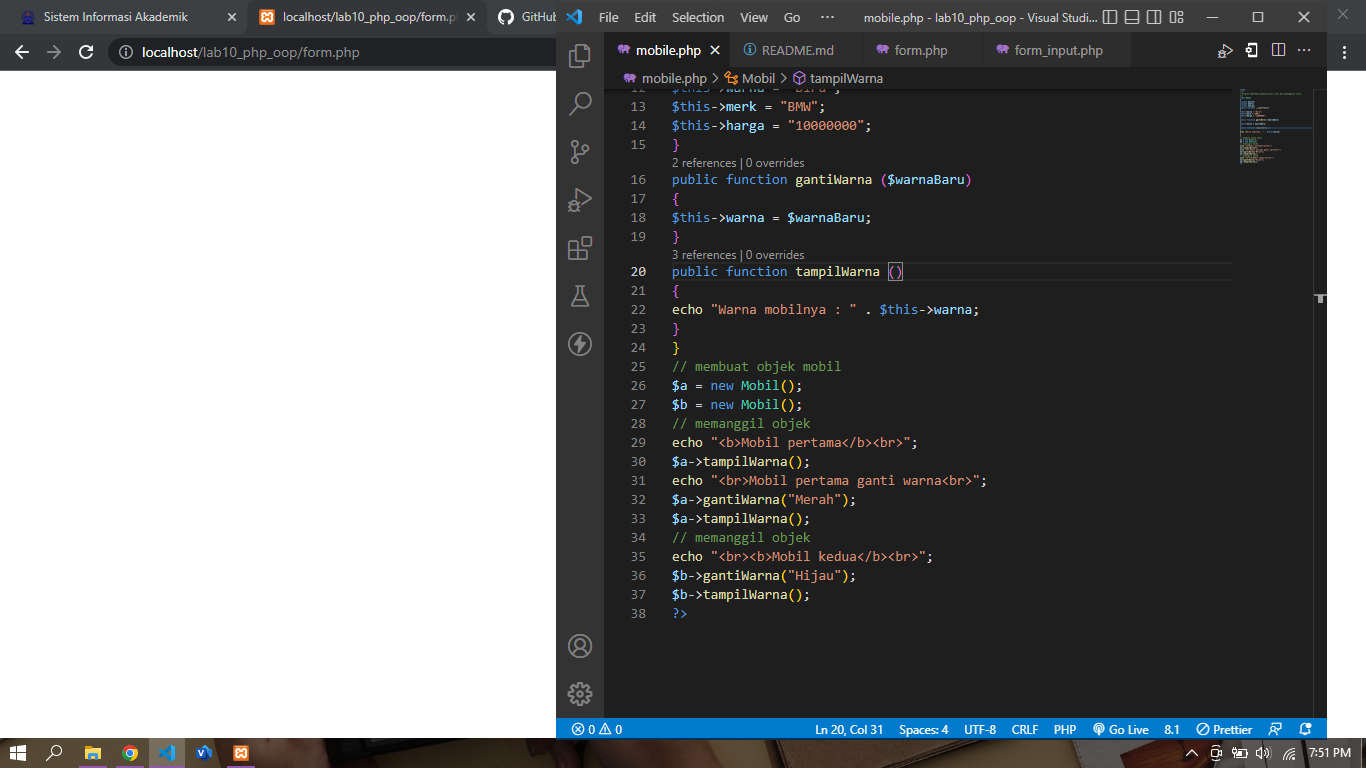 Sistem Informasi Akademik
localhost/lab10_php_oop/form.p
GitHub
localhost/lab10_php_oop/form.php
File Edit Selection View Go ··· mobile.php - lab10_php_oop - Visual Studi...
mobile.php README.md form.php form_input.php
mobile.php > Mobil > tampilWarna
13 $this->merk = "BMW";
14 $this->harga = "10000000";
15 }
2 references | 0 overrides
16 public function gantiWarna ($warnaBaru)
17 {
18 $this->warna = $warnaBaru;
19 }
3 references | 0 overrides
20 public function tampilWarna ()
21 {
22 echo "Warna mobilnya : " . $this->warna;
23 }
24 }
25 // membuat objek mobil
26 $a = new Mobil();
27 $b = new Mobil();
28 // memanggil objek
29 echo "<b>Mobil pertama</b><br>";
30 $a->tampilWarna();
31 echo "<br>Mobil pertama ganti warna<br>";
32 $a->gantiWarna("Merah");
33 $a->tampilWarna();
34 // memanggil objek
35 echo "<br><b>Mobil kedua</b><br>";
36 $b->gantiWarna("Hijau");
37 $b->tampilWarna();
38 ?>
0 0 Ln 20, Col 31 Spaces: 4 UTF-8 CRLF PHP Go Live 8.1 Prettier
7:51 PM